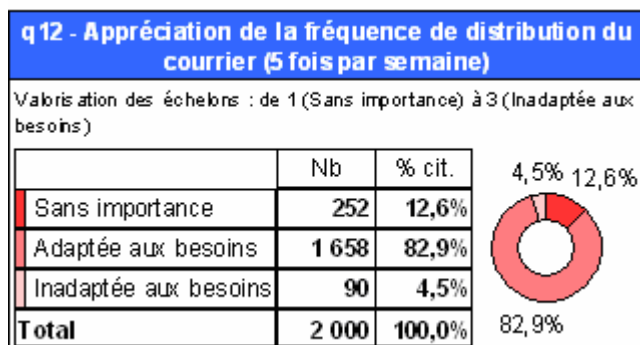 q12 - Appréciation de la fréquence de distribution du
courrier (5 fois par semaine)
Valorisation des échelons : de 1 (Sans importance) à 3 (Inadaptée aux
besoins)
Nb % cit.
Sans importance 252 12,6%
Adaptée aux besoins 1 658 82,9%
Inadaptée aux besoins 90 4,5%
Total 2 000 100,0%
4,5% 12,6%
82,9%